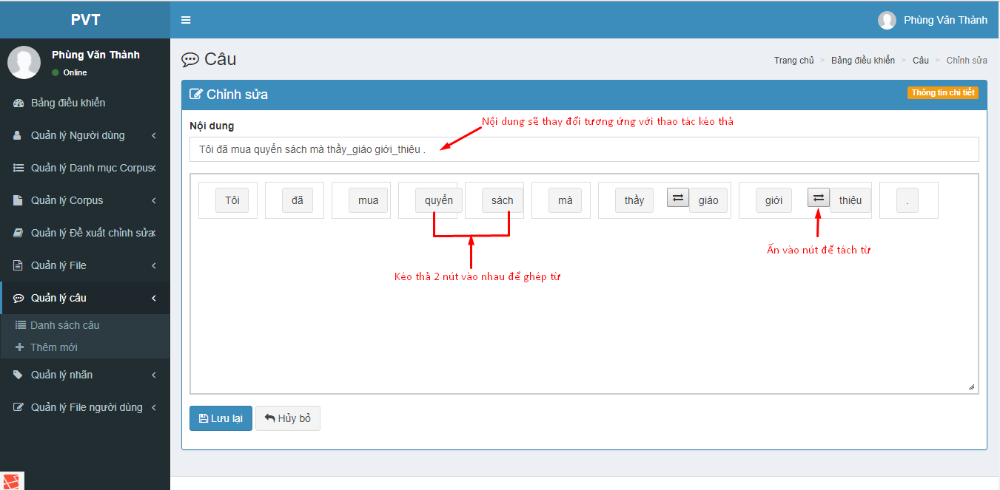 PVT
Phùng Văn Thảnh
Phùng Văn Thảnh
Online
Bảng điều khiển
Quản lý Người dùng
Quản lý Danh mục Corpus
Quản lý Corpus
Quản lý Đề xuất chỉnh sửa
Quản lý File
Quản lý câu
Danh sách câu
Thêm mới
Quản lý nhãn
Quản lý File người dùng
Câu
Trang chủ > Bảng điều khiển > Câu > Chỉnh sửa
Chỉnh sửa
Thông tin chi tiết
Nội dung sẽ thay đổi tương ứng với thao tác kéo thả
Nội dung
Tôi đã mua quyển sách mà thầy_giáo giới_thiệu .
Tôi đã mua quyển sách mà thầy giáo giới thiệu .
Ấn vào nút để tách từ
Kéo thả 2 nút vào nhau để ghép từ
Lưu lại Hủy bỏ